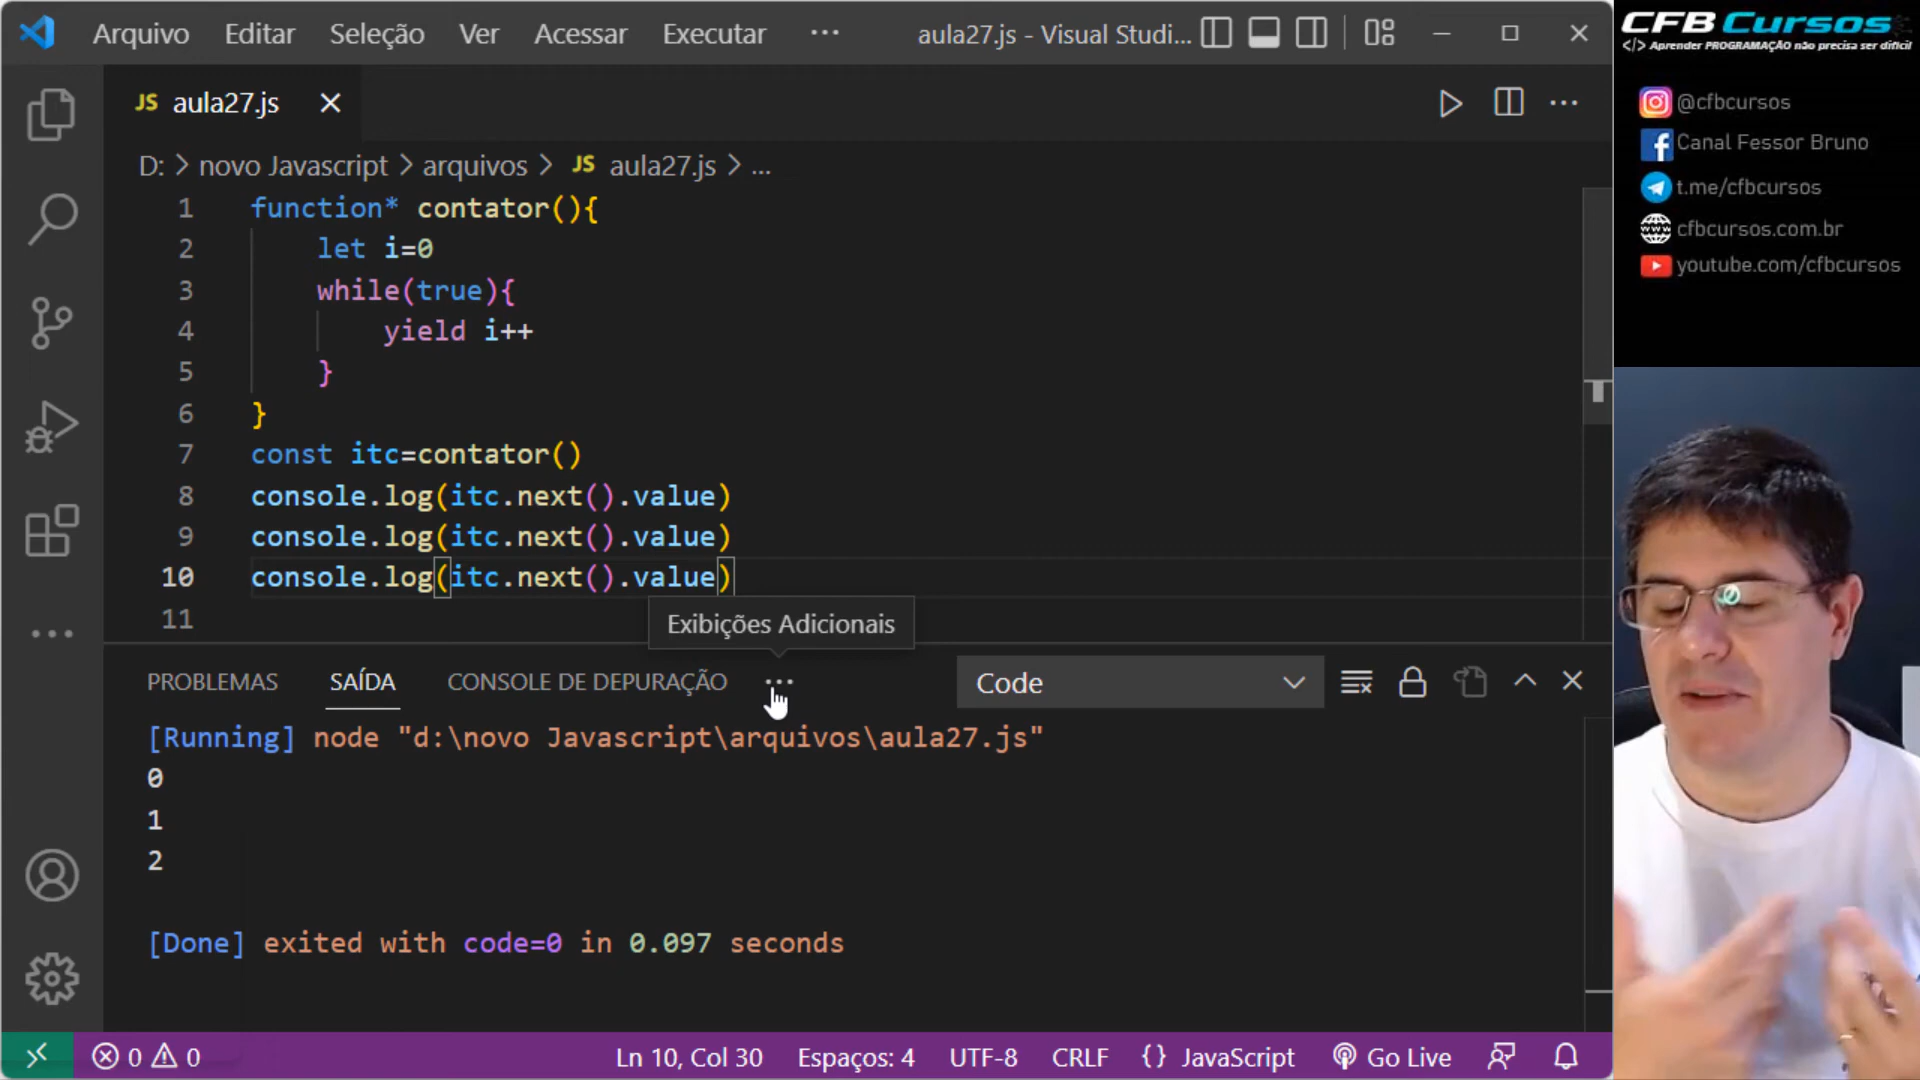 Arquivo Editar Seleção Ver Acessar Executar ··· aula27.js - Visual Studi...
JS aula27.js
D: > novo Javascript > arquivos > JS aula27.js > ...
1 function* contator(){
2 let i=0
3 while(true){
4 yield i++
5 }
6 }
7 const itc=contator()
8 console.log(itc.next().value)
9 console.log(itc.next().value)
10 console.log(itc.next().value)
11
Exibições Adicionais
PROBLEMAS SAÍDA CONSOLE DE DEPURAÇÃO ··· Code
[Running] node "d:\novo Javascript\arquivos\aula27.js"
0
1
2
[Done] exited with code=0 in 0.097 seconds
0 0 Ln 10, Col 30 Espaços: 4 UTF-8 CRLF {} JavaScript Go Live
CFB Cursos
</> Aprender PROGRAMAÇÃO não precisa ser difícil
@cfbcursos
Canal Fessor Bruno
t.me/cfbcursos
cfbcursos.com.br
youtube.com/cfbcursos